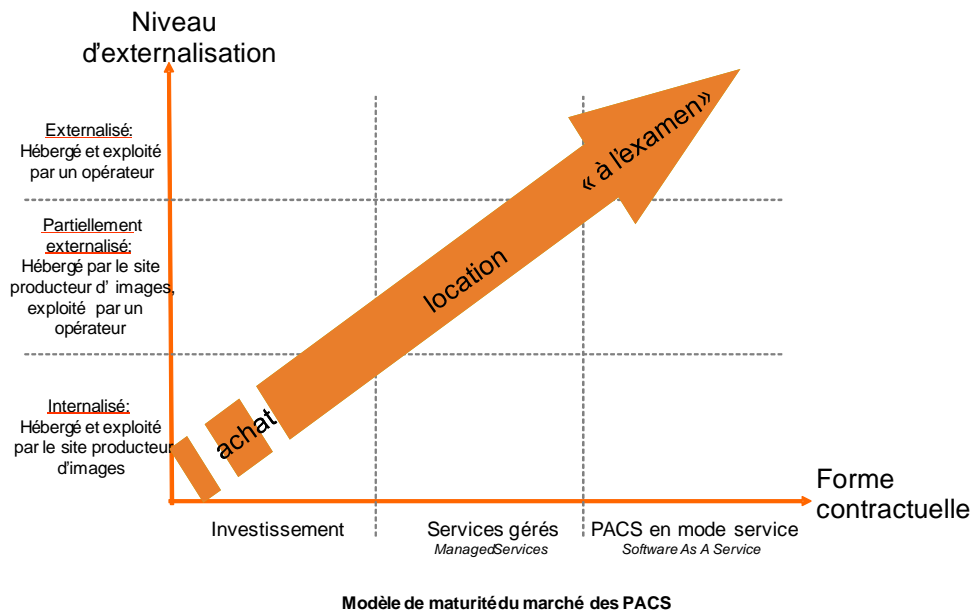 Niveau
d'externalisation
Externalisé:
Hébergé et exploité
par un opérateur
Partiellement
externalisé:
Hébergé par le site
producteur d' images,
exploité par un
opérateur
Internalisé:
Hébergé et exploité
par le site producteur
d'images
« à l'examen»
location
achat
Forme
contractuelle
Investissement
Services gérés
ManagedServices
PACS en mode service
Software As A Service
Modèle de maturité du marché des PACS